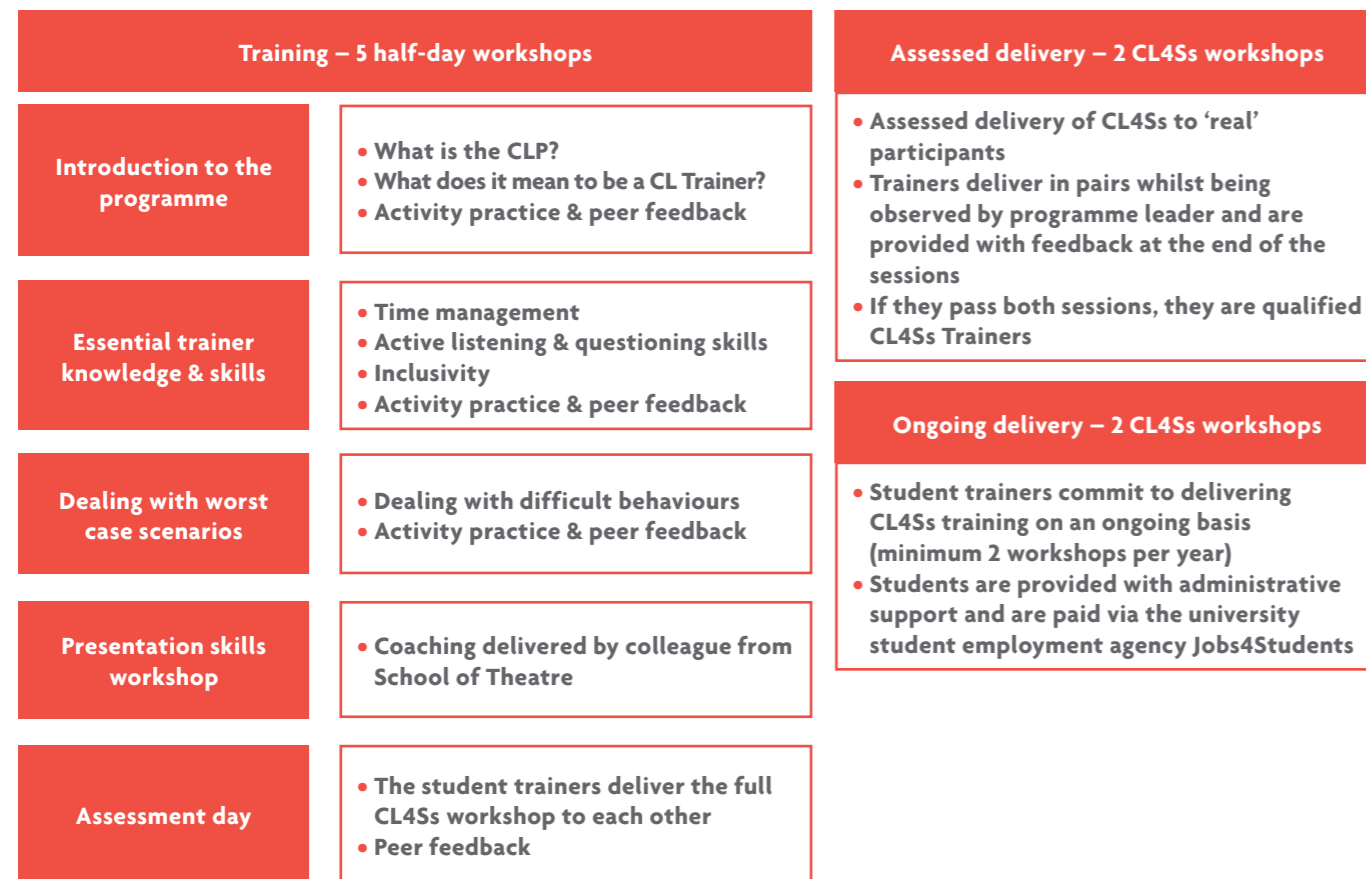 Training – 5 half-day workshops
Introduction to the
programme
• What is the CLP?
• What does it mean to be a CL Trainer?
• Activity practice & peer feedback
Essential trainer
knowledge & skills
• Time management
• Active listening & questioning skills
• Inclusivity
• Activity practice & peer feedback
Dealing with worst
case scenarios
• Dealing with difficult behaviours
• Activity practice & peer feedback
Presentation skills
workshop
• Coaching delivered by colleague from
School of Theatre
Assessment day
• The student trainers deliver the full
CL4Ss workshop to each other
• Peer feedback
Assessed delivery – 2 CL4Ss workshops
• Assessed delivery of CL4Ss to ‘real’
participants
• Trainers deliver in pairs whilst being
observed by programme leader and are
provided with feedback at the end of the
sessions
• If they pass both sessions, they are qualified
CL4Ss Trainers
Ongoing delivery – 2 CL4Ss workshops
• Student trainers commit to delivering
CL4Ss training on an ongoing basis
(minimum 2 workshops per year)
• Students are provided with administrative
support and are paid via the university
student employment agency Jobs4Students